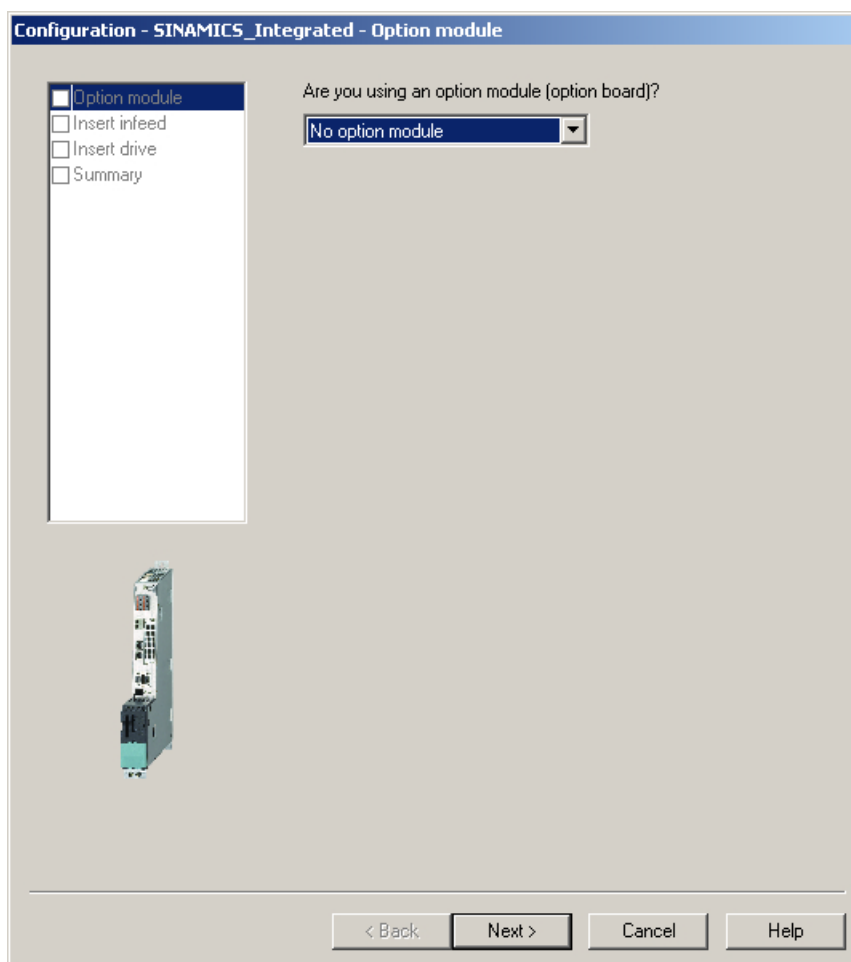 Configuration - SINAMICS_Integrated - Option module
Option module
Insert infeed
Insert drive
Summary
Are you using an option module (option board)?
No option module
< Back
Next >
Cancel
Help